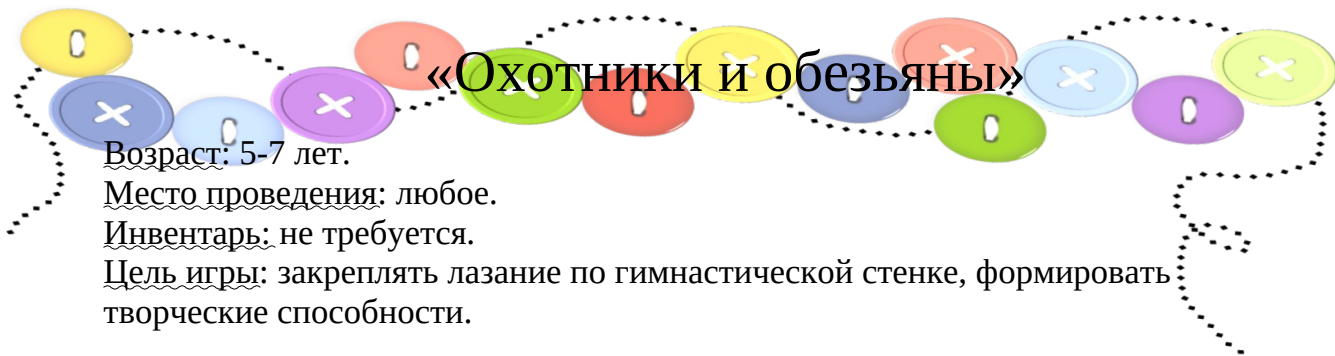 «Охотники и обезьяны»
Возраст: 5-7 лет.
Место проведения: любое.
Инвентарь: не требуется.
Цель игры: закреплять лазание по гимнастической стенке, формировать
творческие способности.